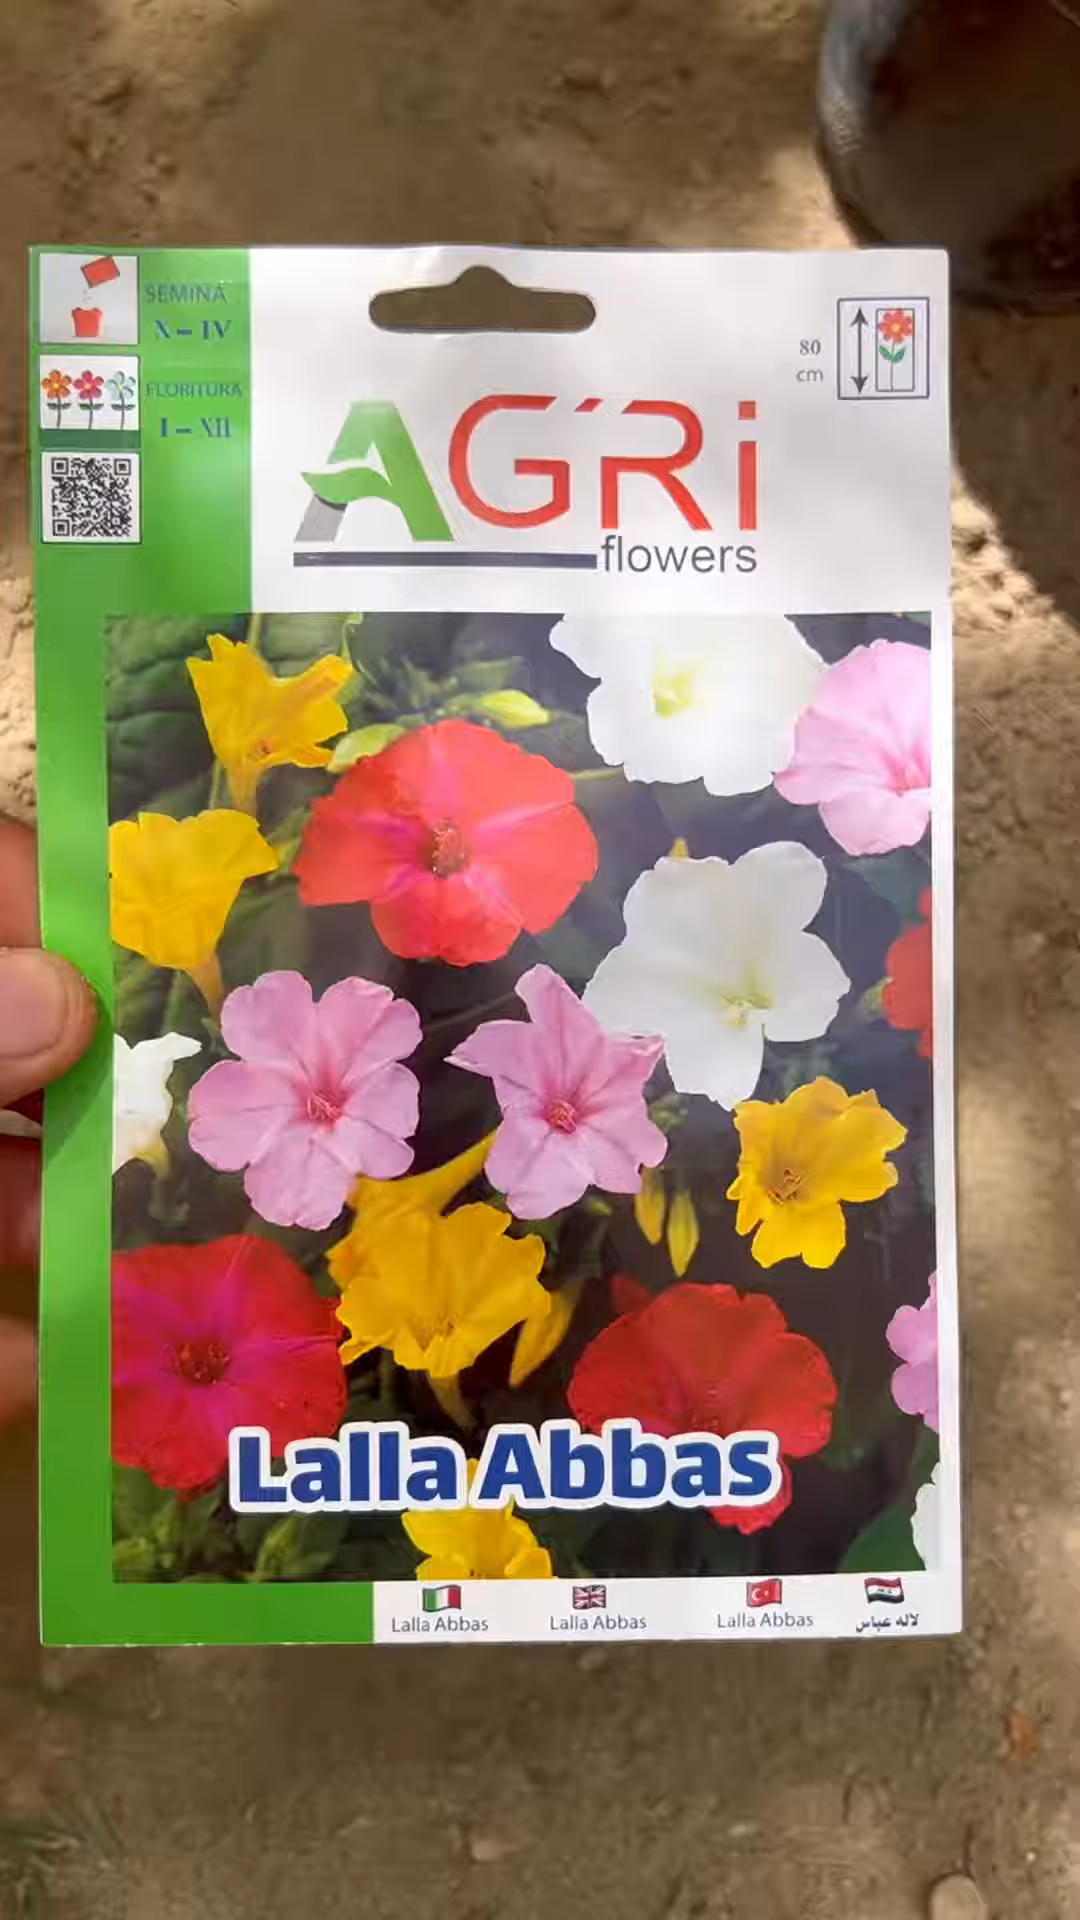 SEMINA
X - IV
FLORITURA
I - XII
80
cm
AGRi
flowers
Lalla Abbas
Lalla Abbas
Lalla Abbas
Lalla Abbas
لاله عباس